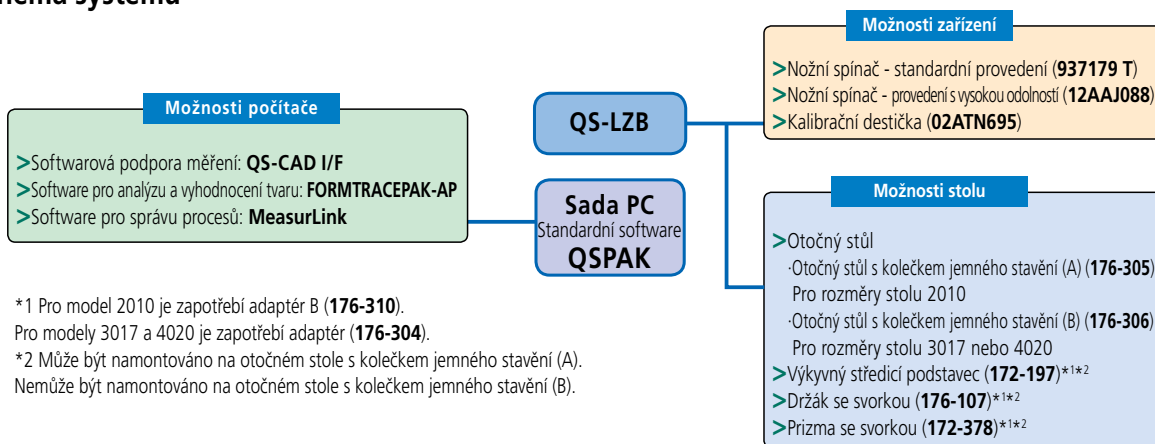 Možnosti počítače
>Softwarová podpora měření: QS-CAD I/F
>Software pro analýzu a vyhodnocení tvaru: FORMTRACEPAK-AP
>Software pro správu procesů: MeasurLink
QS-LZB
Sada PC
Standardní software
QSPAK
Možnosti zařízení
>Nožní spínač - standardní provedení (937179 T)
>Nožní spínač - provedení s vysokou odolností (12AAJ088)
>Kalibrační destička (02ATN695)
Možnosti stolu
>Otočný stůl
·Otočný stůl s kolečkem jemného stavění (A) (176-305)
Pro rozměry stolu 2010
·Otočný stůl s kolečkem jemného stavění (B) (176-306)
Pro rozměry stolu 3017 nebo 4020
>Výkyvný středicí podstavec (172-197)*1*2
>Držák se svorkou (176-107)*1*2
>Prizma se svorkou (172-378)*1*2
*1 Pro model 2010 je zapotřebí adaptér B (176-310).
Pro modely 3017 a 4020 je zapotřebí adaptér (176-304).
*2 Může být namontováno na otočném stole s kolečkem jemného stavění (A).
Nemůže být namontováno na otočném stole s kolečkem jemného stavění (B).